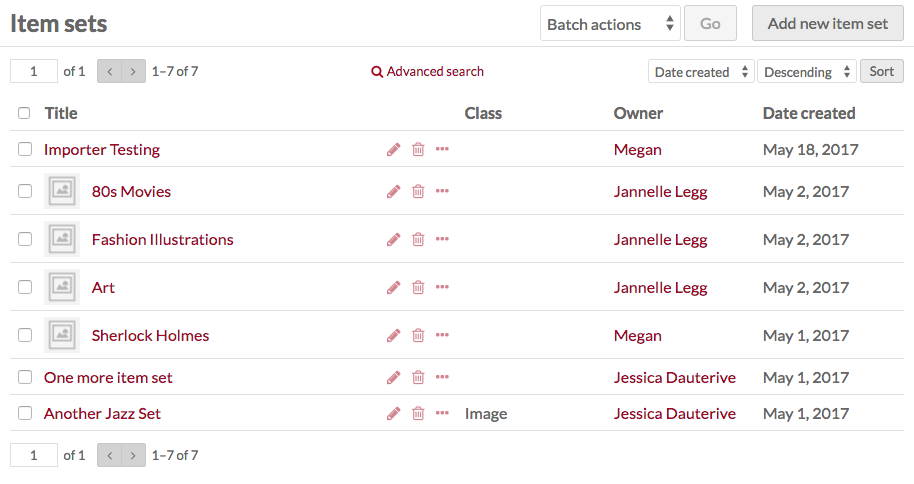 Item sets Batch actions Go Add new item set
1 of 1 < > 1–7 of 7 Advanced search Date created Descending Sort
Title Class Owner Date created
Importer Testing Megan May 18, 2017
80s Movies Jannelle Legg May 2, 2017
Fashion Illustrations Jannelle Legg May 2, 2017
Art Jannelle Legg May 2, 2017
Sherlock Holmes Megan May 1, 2017
One more item set Jessica Dauterive May 1, 2017
Another Jazz Set Image Jessica Dauterive May 1, 2017
1 of 1 < > 1–7 of 7